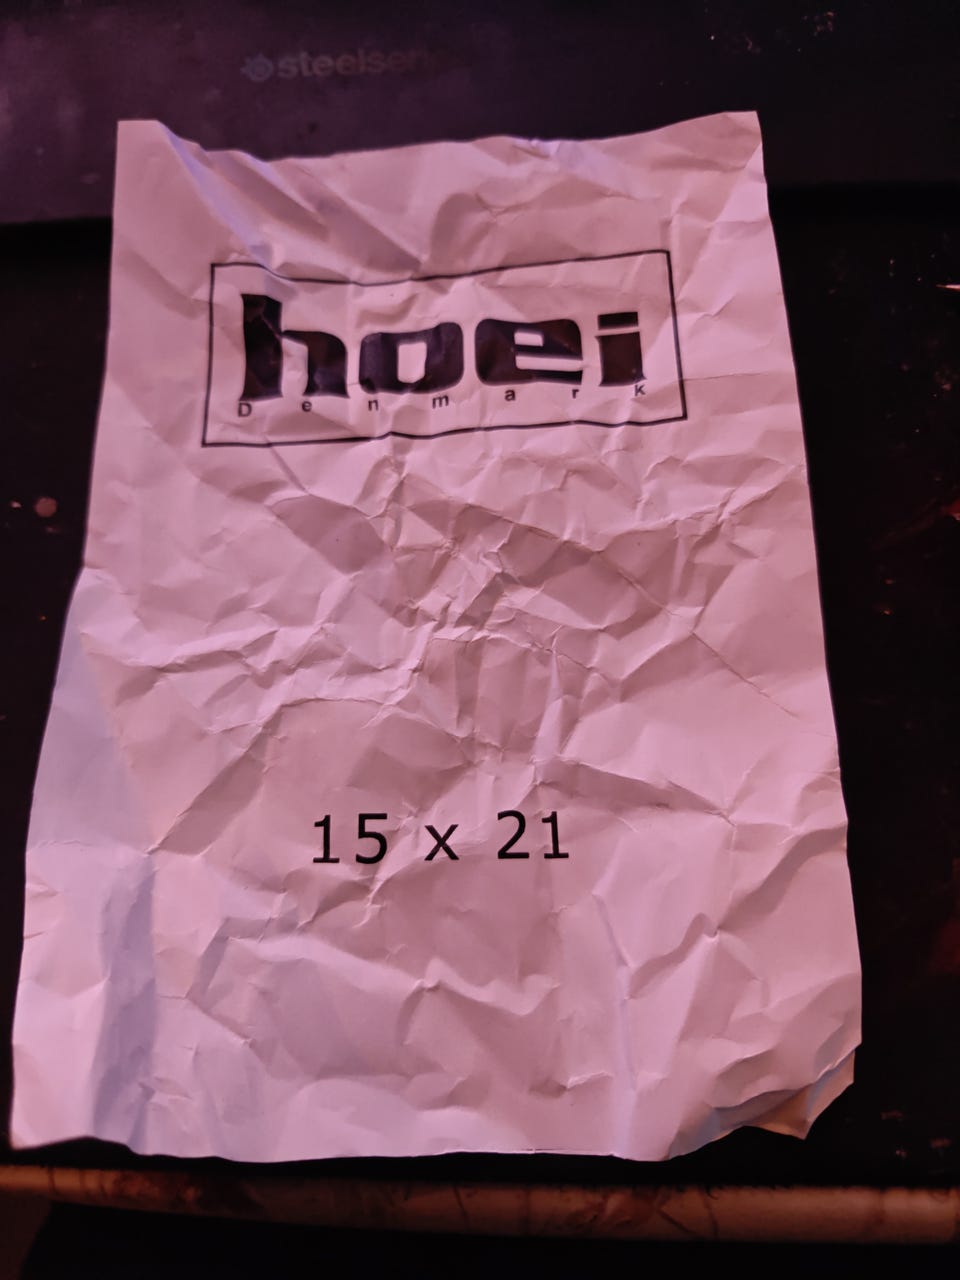 steelseries
hoei
Denmark
15 x 21